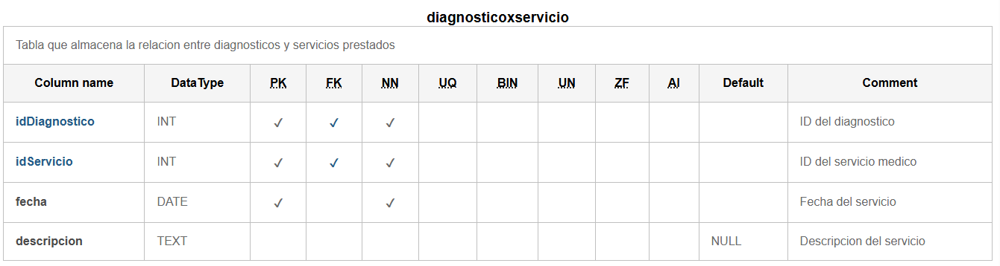 diagnosticoxservicio
Tabla que almacena la relacion entre diagnosticos y servicios prestados
Column name DataType PK FK NN UQ BIN UN ZF AI Default Comment
idDiagnostico INT ✓ ✓ ✓ ID del diagnostico
idServicio INT ✓ ✓ ✓ ID del servicio medico
fecha DATE ✓ ✓ Fecha del servicio
descripcion TEXT NULL Descripcion del servicio